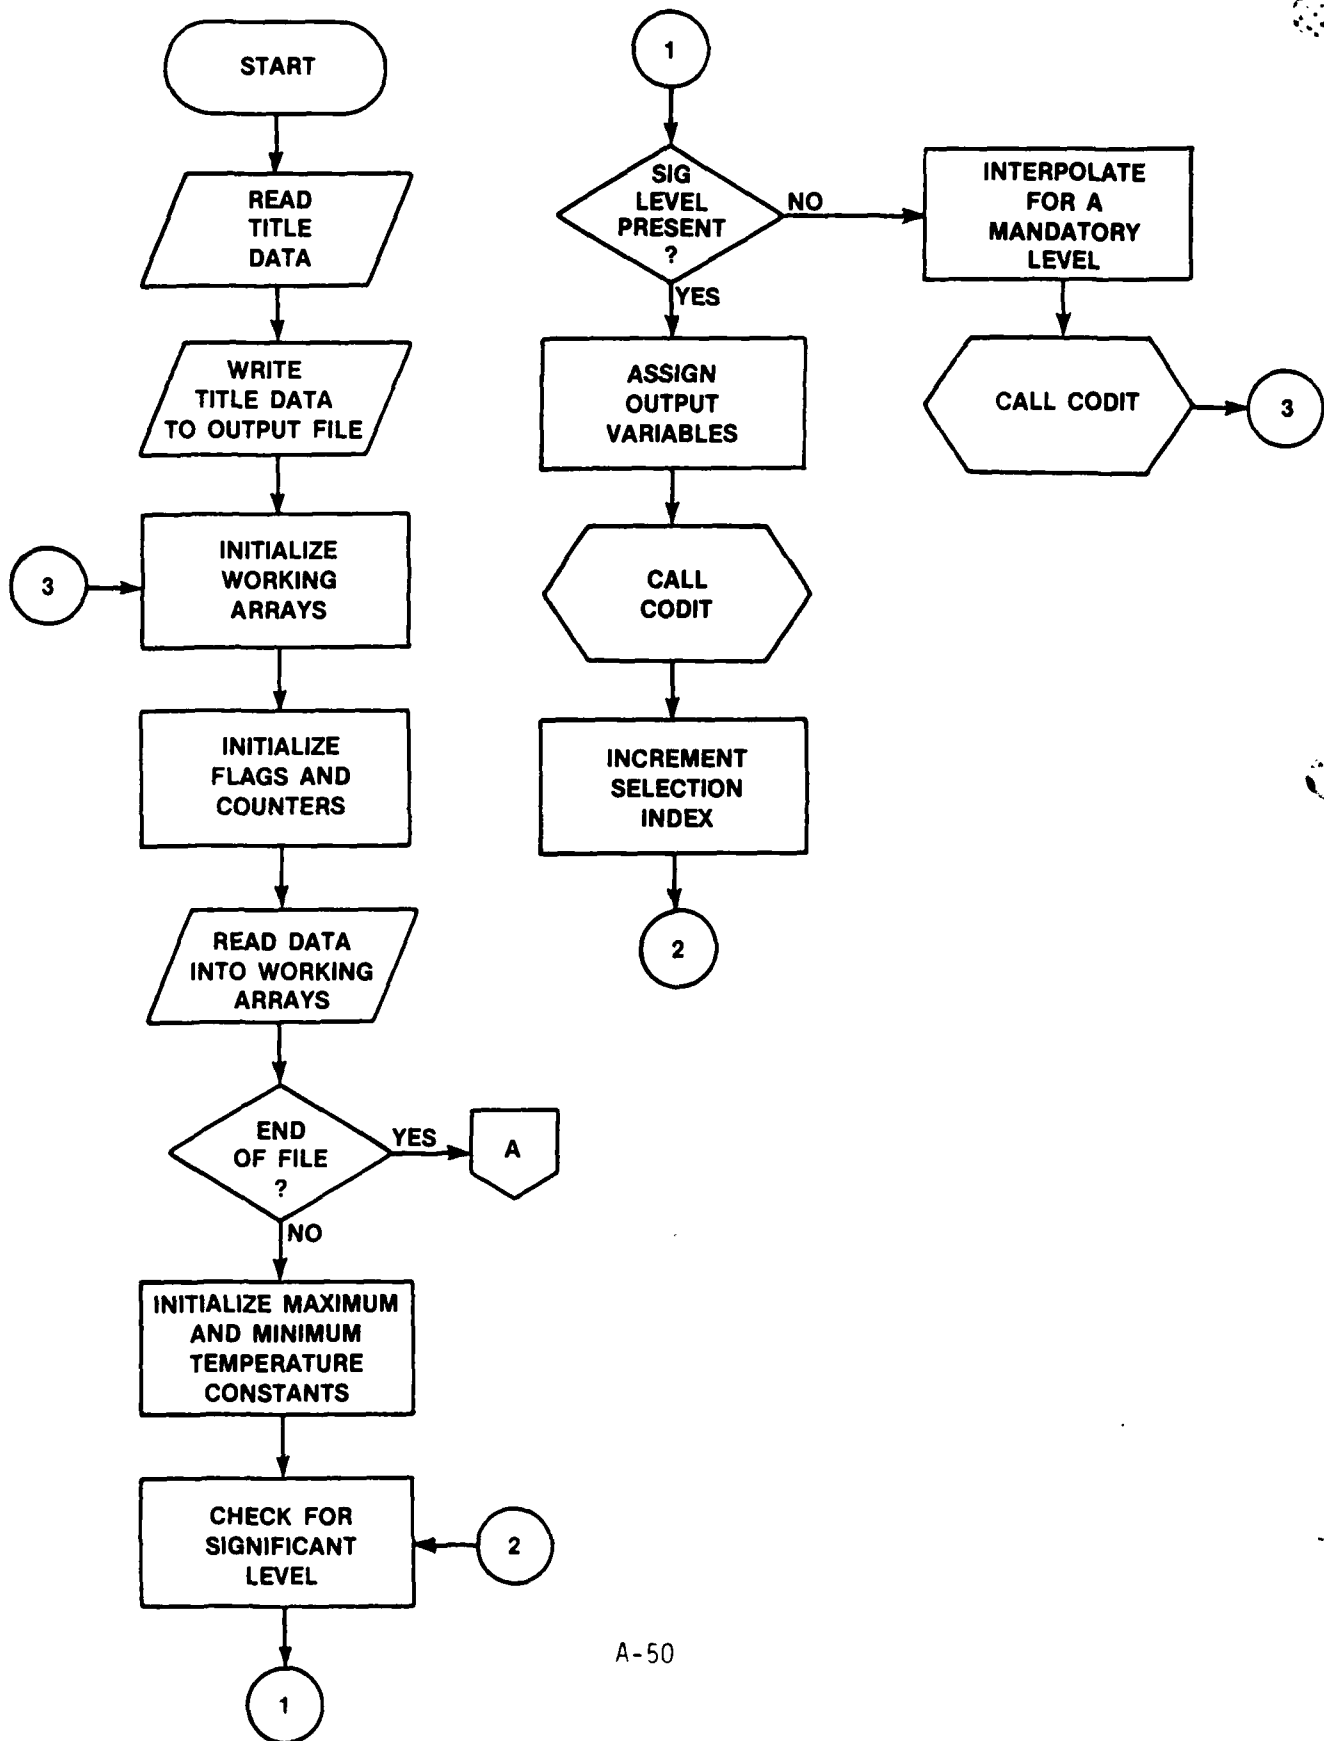 START
READ
TITLE
DATA
WRITE
TITLE DATA
TO OUTPUT FILE
3
INITIALIZE
WORKING
ARRAYS
INITIALIZE
FLAGS AND
COUNTERS
READ DATA
INTO WORKING
ARRAYS
END
OF FILE
?
YES
A
NO
INITIALIZE MAXIMUM
AND MINIMUM
TEMPERATURE
CONSTANTS
CHECK FOR
SIGNIFICANT
LEVEL
2
1
1
SIG
LEVEL
PRESENT
?
NO
INTERPOLATE
FOR A
MANDATORY
LEVEL
CALL CODIT
3
YES
ASSIGN
OUTPUT
VARIABLES
CALL
CODIT
INCREMENT
SELECTION
INDEX
2
A-50